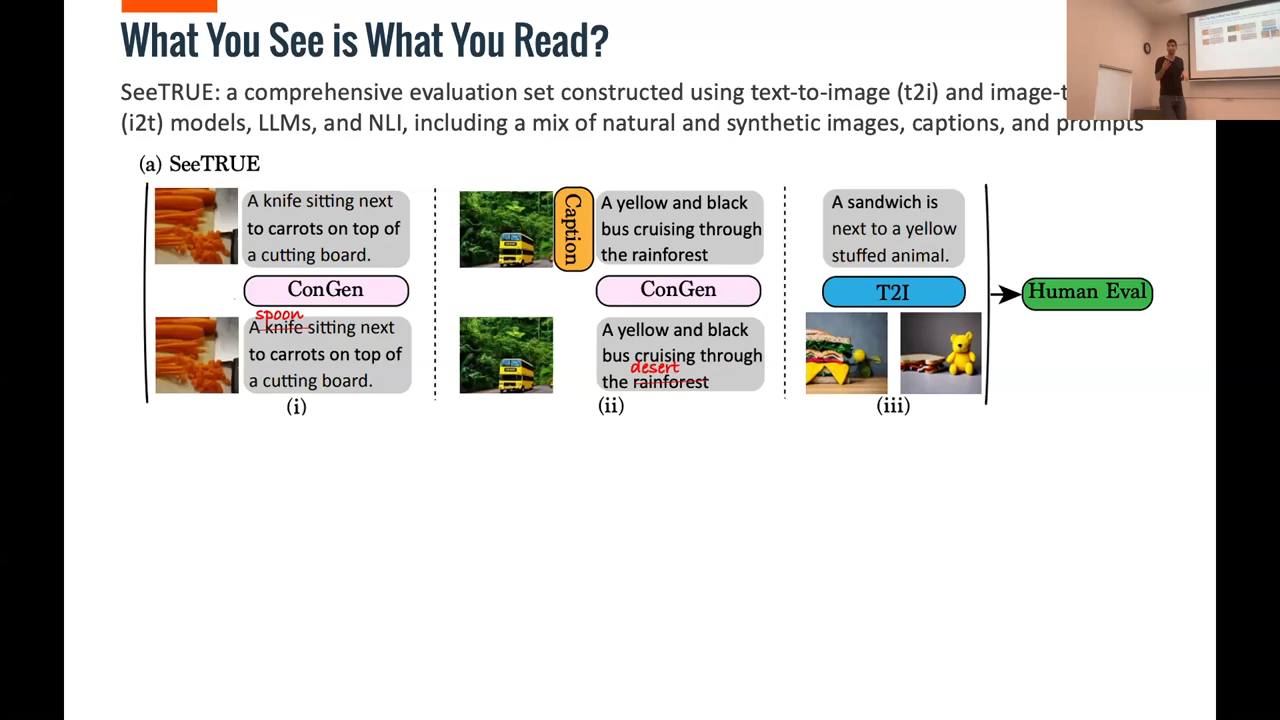 What You See is What You Read?
SeeTRUE: a comprehensive evaluation set constructed using text-to-image (t2i) and
(i2t) models, LLMs, and NLI, including a mix of natural and synthetic images, captions, and prompts
(a) SeeTRUE
A knife sitting next
to carrots on top of
a cutting board.
ConGen
spoon
A knife sitting next
to carrots on top of
a cutting board.
(i)
Caption
A yellow and black
bus cruising through
the rainforest
ConGen
A yellow and black
bus cruising through
desert
the rainforest
(ii)
A sandwich is
next to a yellow
stuffed animal.
T2I
(iii)
Human Eval